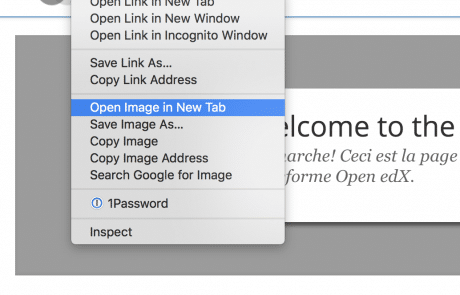 Open Link in New Tab
Open Link in New Window
Open Link in Incognito Window
Save Link As...
Copy Link Address
Open Image in New Tab
Save Image As...
Copy Image
Copy Image Address
Search Google for Image
1Password
Inspect
elcome to the
arche! Ceci est la page
forme Open edX.